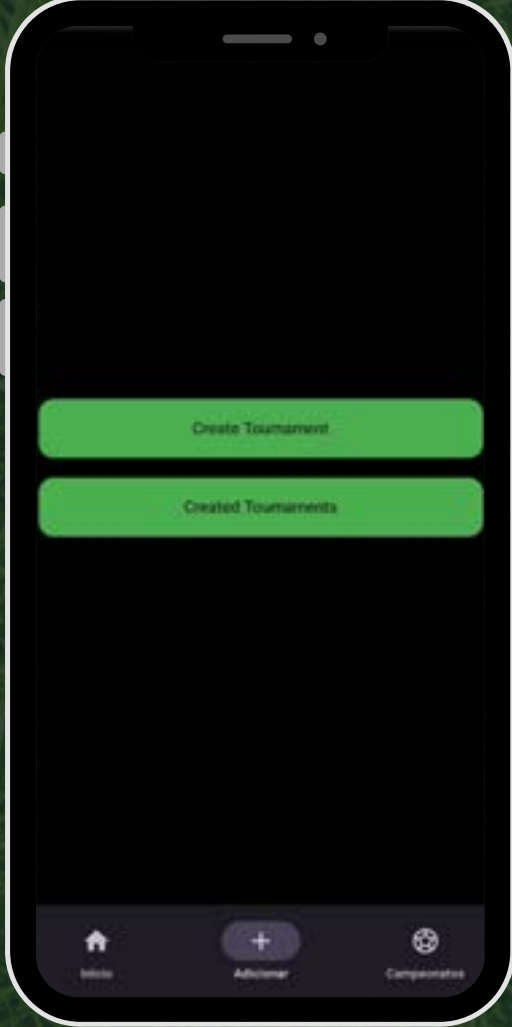 Create Tournament
Created Tournaments
Início
Adicionar
Campeonatos